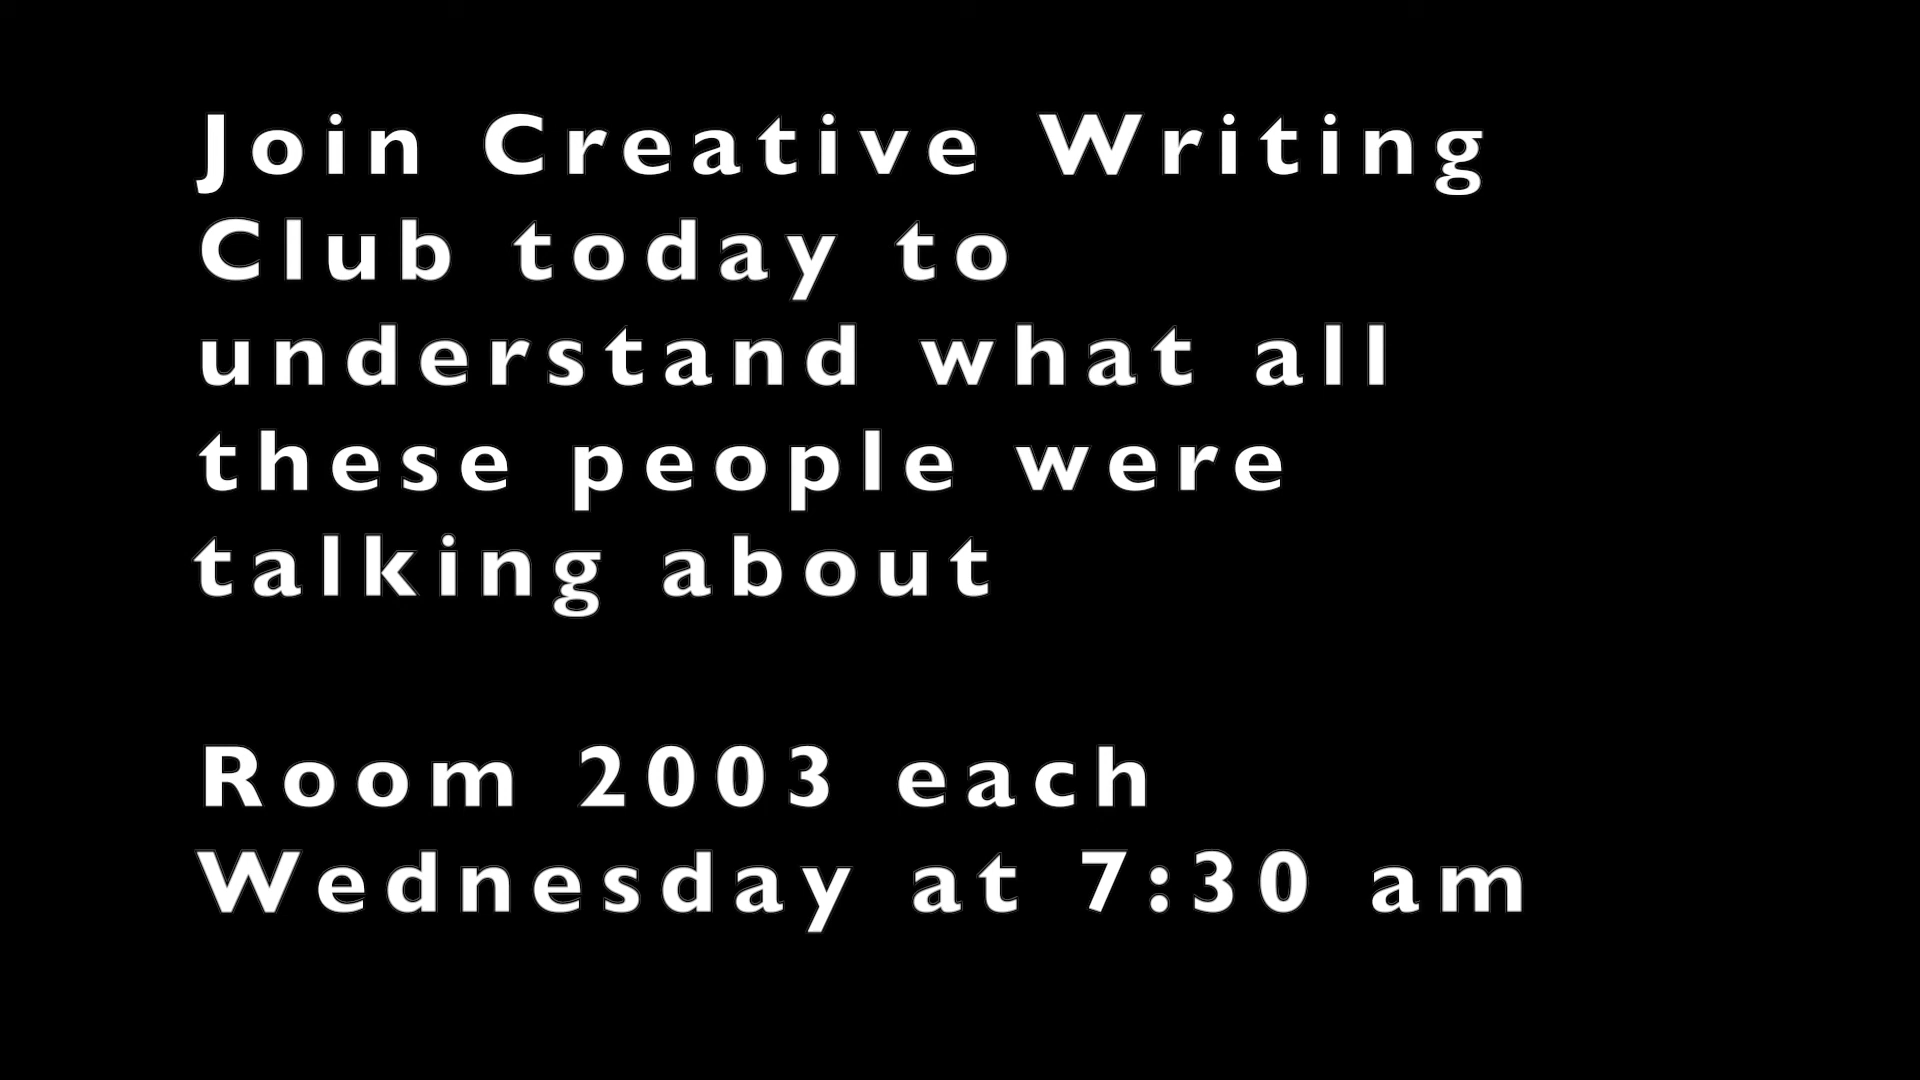 Join Creative Writing
Club today to
understand what all
these people were
talking about
Room 2003 each
Wednesday at 7:30 am